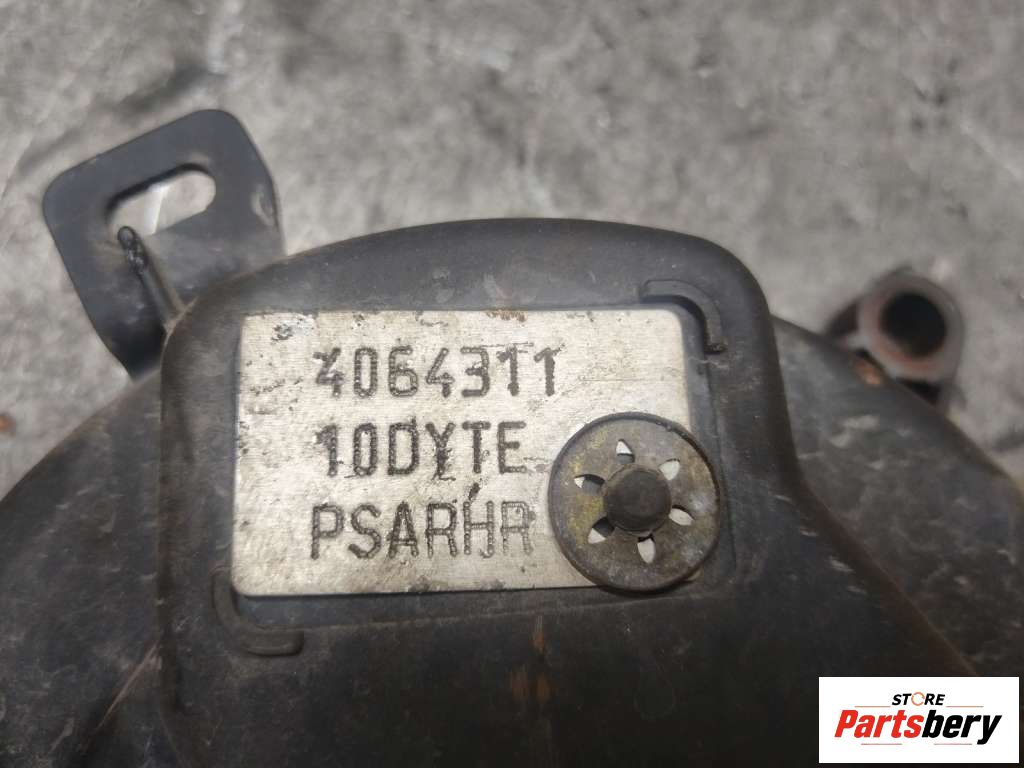 4064311
10DYTE
PSARHR
STORE
Partsbery